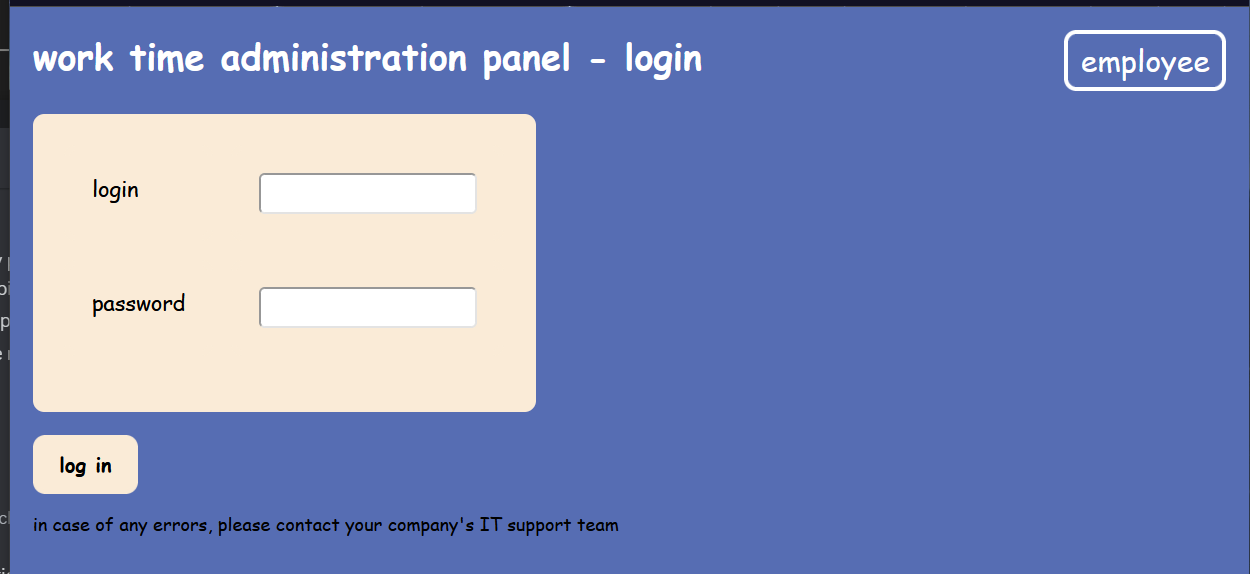 work time administration panel - login
employee
login
password
log in
in case of any errors, please contact your company's IT support team